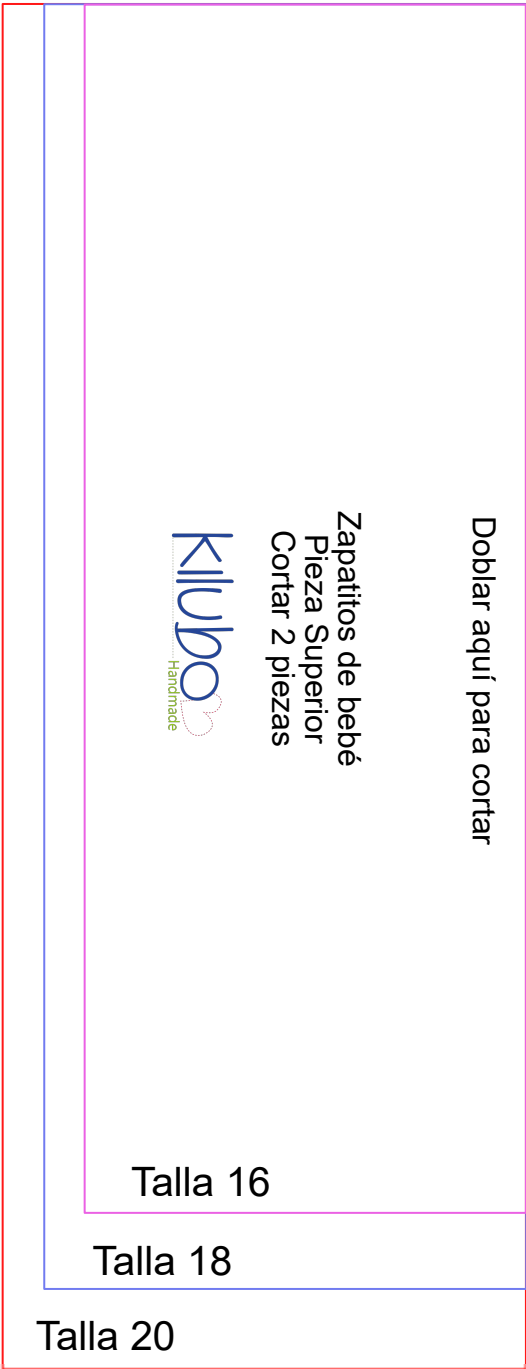 Doblar aquí para cortar
Zapatitos de bebé
Pieza Superior
Cortar 2 piezas
Kilubo
Handmade
Talla 16
Talla 18
Talla 20